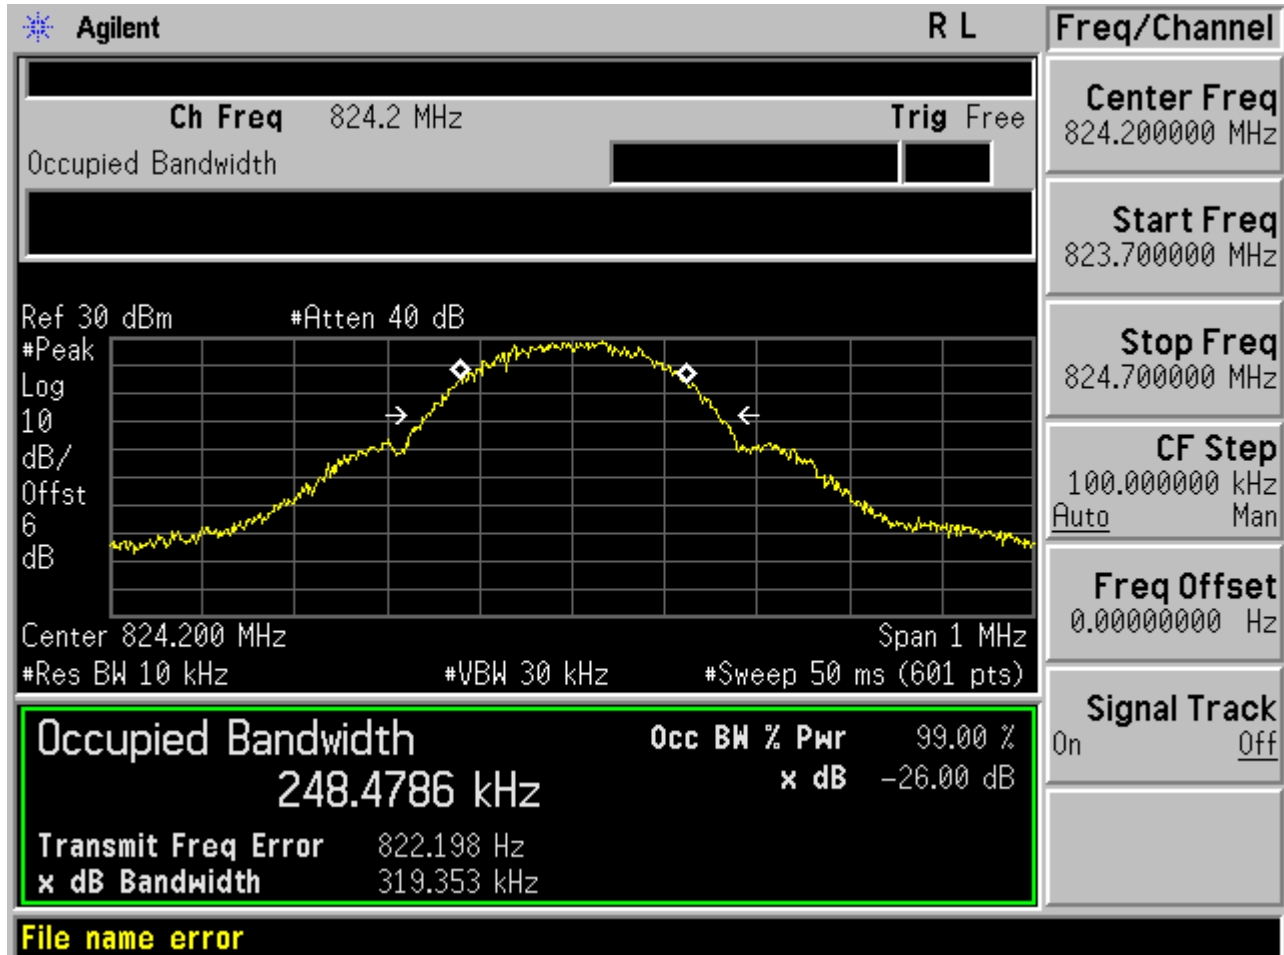 Agilent R L Freq/Channel
Ch Freq 824.2 MHz Trig Free
Occupied Bandwidth
Center Freq
824.200000 MHz
Start Freq
823.700000 MHz
Stop Freq
824.700000 MHz
CF Step
100.000000 kHz
Auto Man
Freq Offset
0.00000000 Hz
Signal Track
On Off
Ref 30 dBm #Atten 40 dB
#Peak
Log
10
dB/
Offst
6
dB
Center 824.200 MHz Span 1 MHz
#Res BW 10 kHz #VBW 30 kHz #Sweep 50 ms (601 pts)
Occupied Bandwidth
248.4786 kHz
Occ BW % Pwr 99.00 %
x dB -26.00 dB
Transmit Freq Error 822.198 Hz
x dB Bandwidth 319.353 kHz
File name error